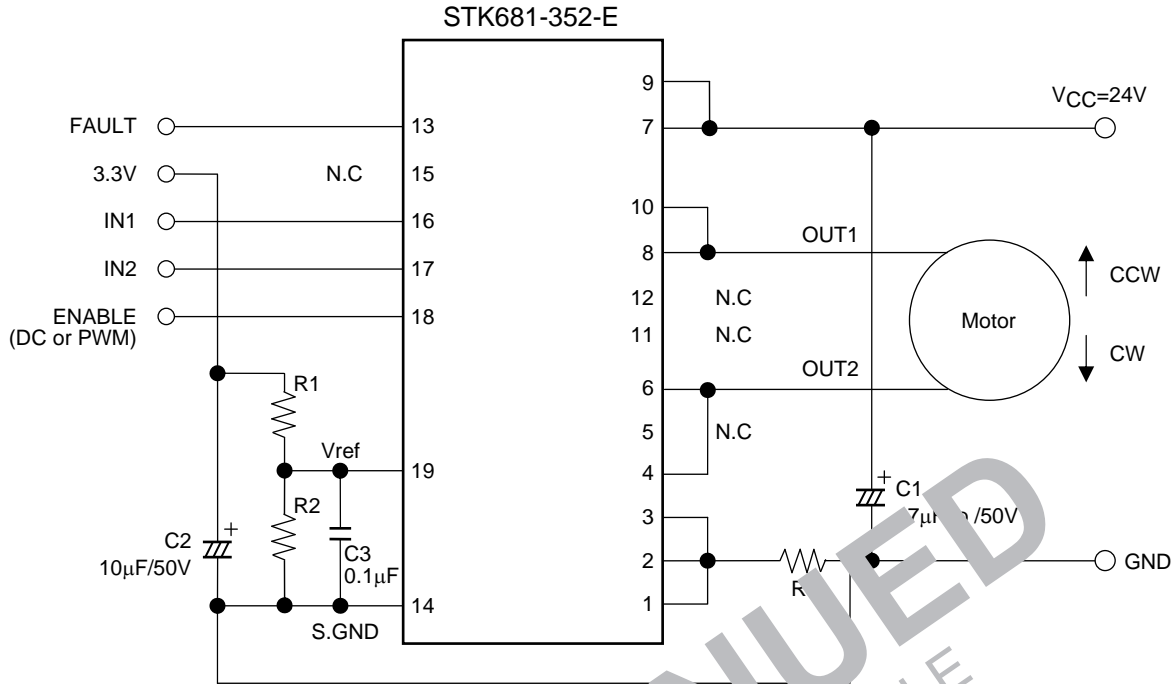 STK681-352-E
FAULT
3.3V
IN1
IN2
ENABLE
(DC or PWM)
13
N.C 15
16
17
18
R1
Vref
19
R2
C2
10µF/50V
C3
0.1µF
14
S.GND
9
7
VCC=24V
10
8
OUT1
12 N.C
11 N.C
Motor
CCW
CW
OUT2
6
5 N.C
4
3
C1
/50V
2
GND
1